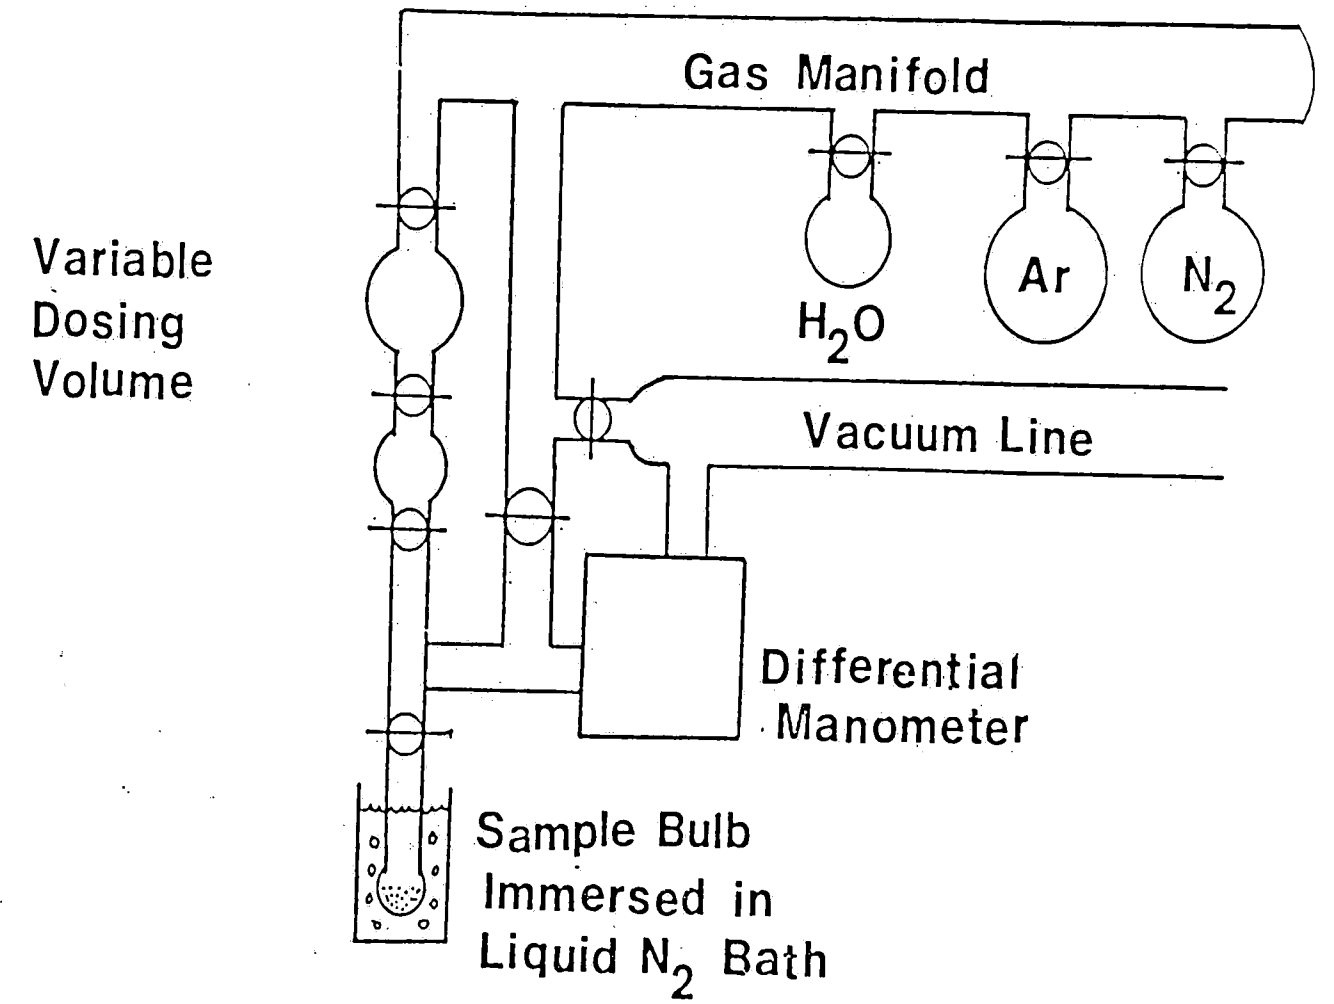 Gas Manifold
Variable
Dosing
Volume
H2O
Ar
N2
Vacuum Line
Differential
Manometer
Sample Bulb
Immersed in
Liquid N2 Bath